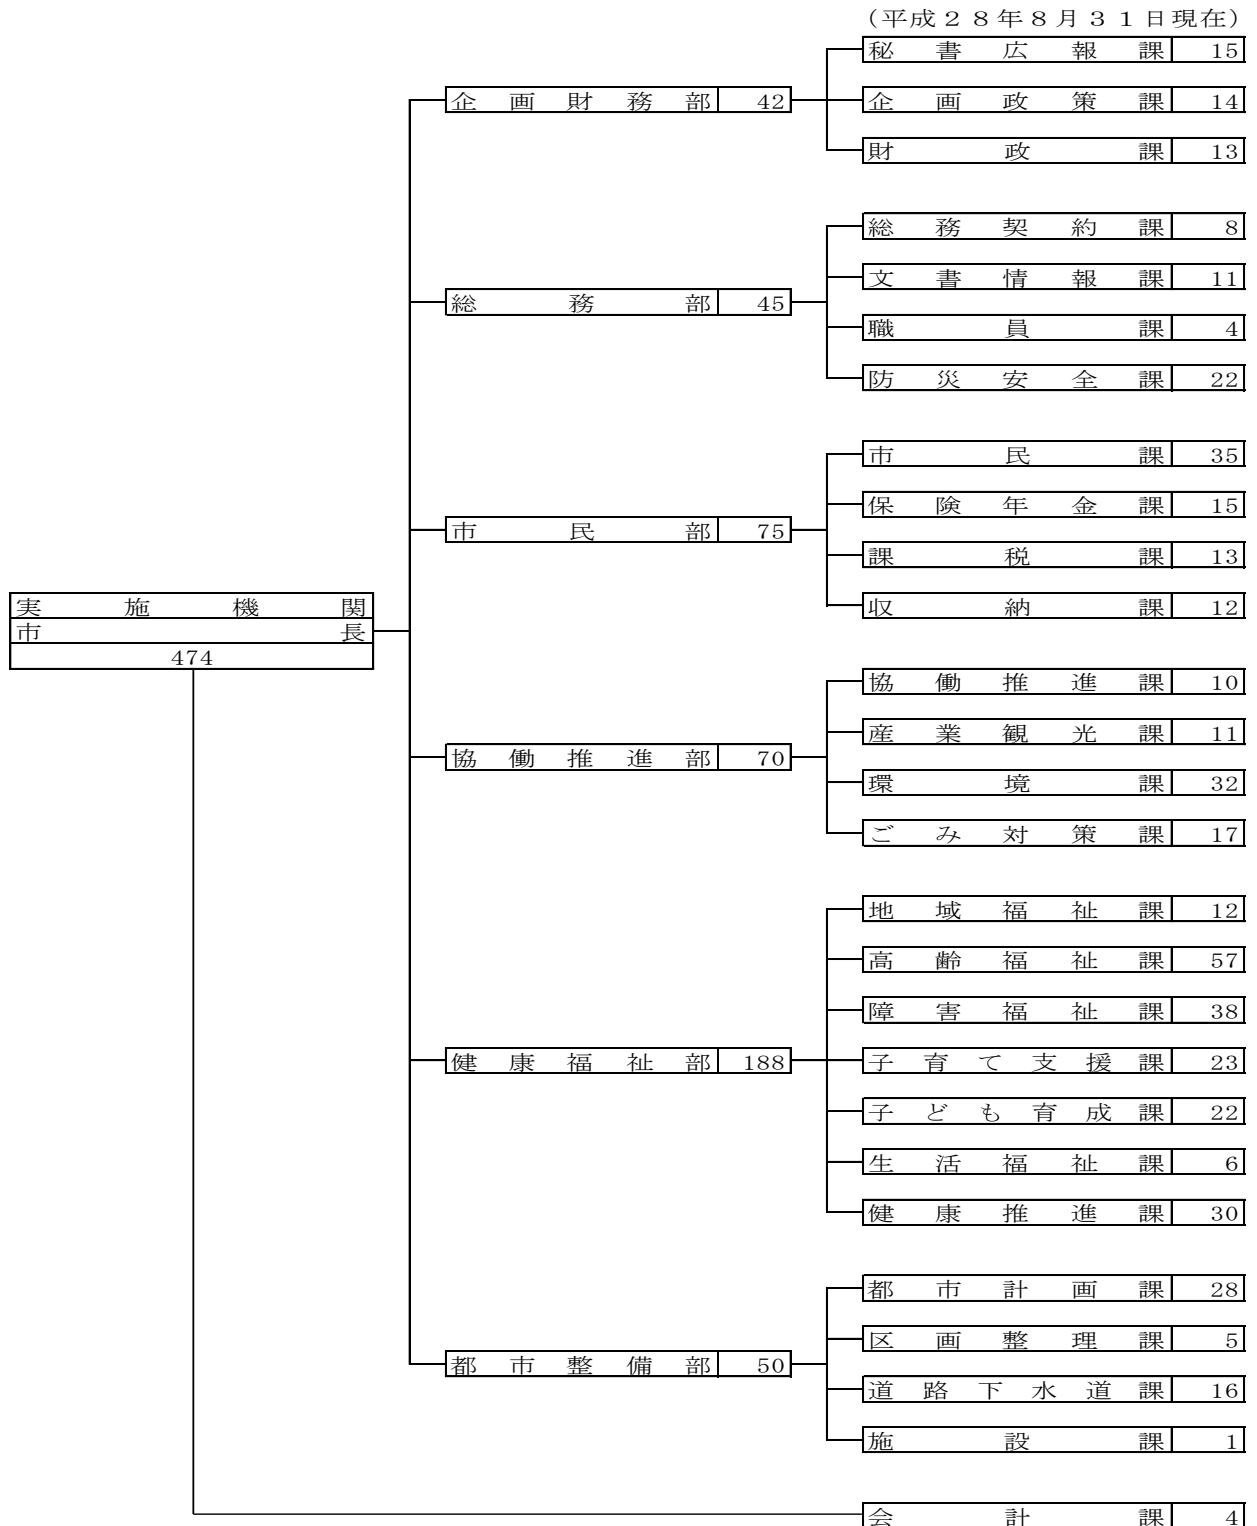 (平成２８年８月３１日現在)
秘書広報課 15
企画財務部 42
企画政策課 14
財政課 13
総務契約課 8
文書情報課 11
総務部 45
職員課 4
防災安全課 22
市民課 35
保険年金課 15
市民部 75
課税課 13
収納課 12
実施機関
市長
474
協働推進課 10
産業観光課 11
協働推進部 70
環境課 32
ごみ対策課 17
地域福祉課 12
高齢福祉課 57
障害福祉課 38
健康福祉部 188
子育て支援課 23
子ども育成課 22
生活福祉課 6
健康推進課 30
都市計画課 28
区画整理課 5
都市整備部 50
道路下水道課 16
施設課 1
会計課 4